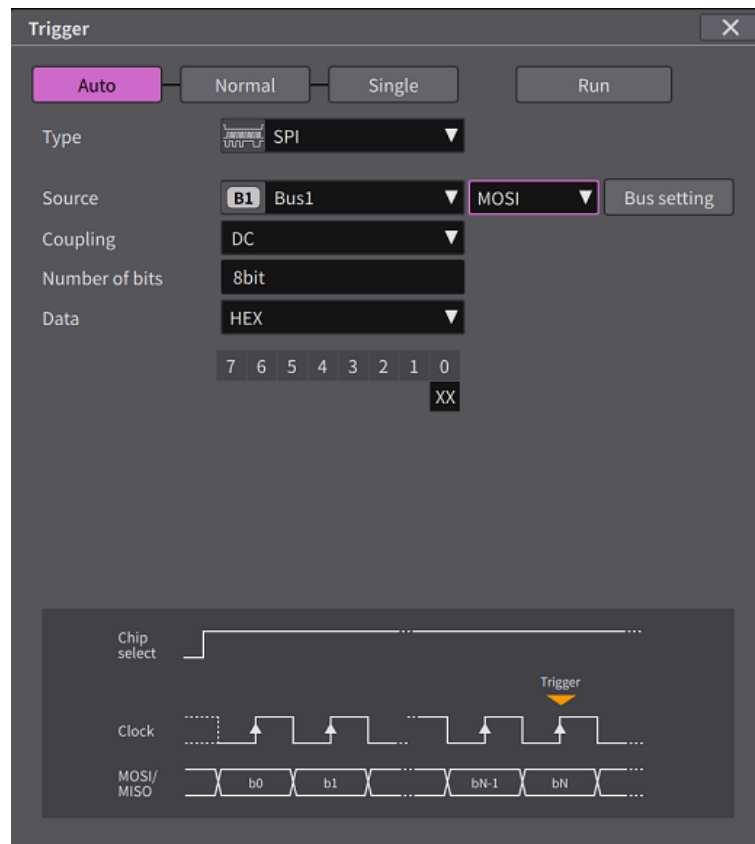 Trigger
Auto Normal Single Run
Type SPI
Source B1 Bus1 MOSI Bus setting
Coupling DC
Number of bits 8bit
Data HEX
7 6 5 4 3 2 1 0
XX
Chip
select
Trigger
Clock
MOSI/
MISO
b0 b1 bN-1 bN